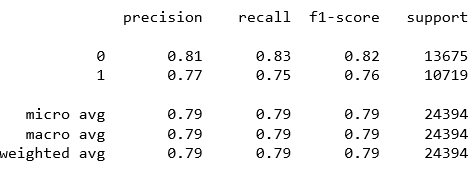 precision recall f1-score support
0 0.81 0.83 0.82 13675
1 0.77 0.75 0.76 10719
micro avg 0.79 0.79 0.79 24394
macro avg 0.79 0.79 0.79 24394
weighted avg 0.79 0.79 0.79 24394